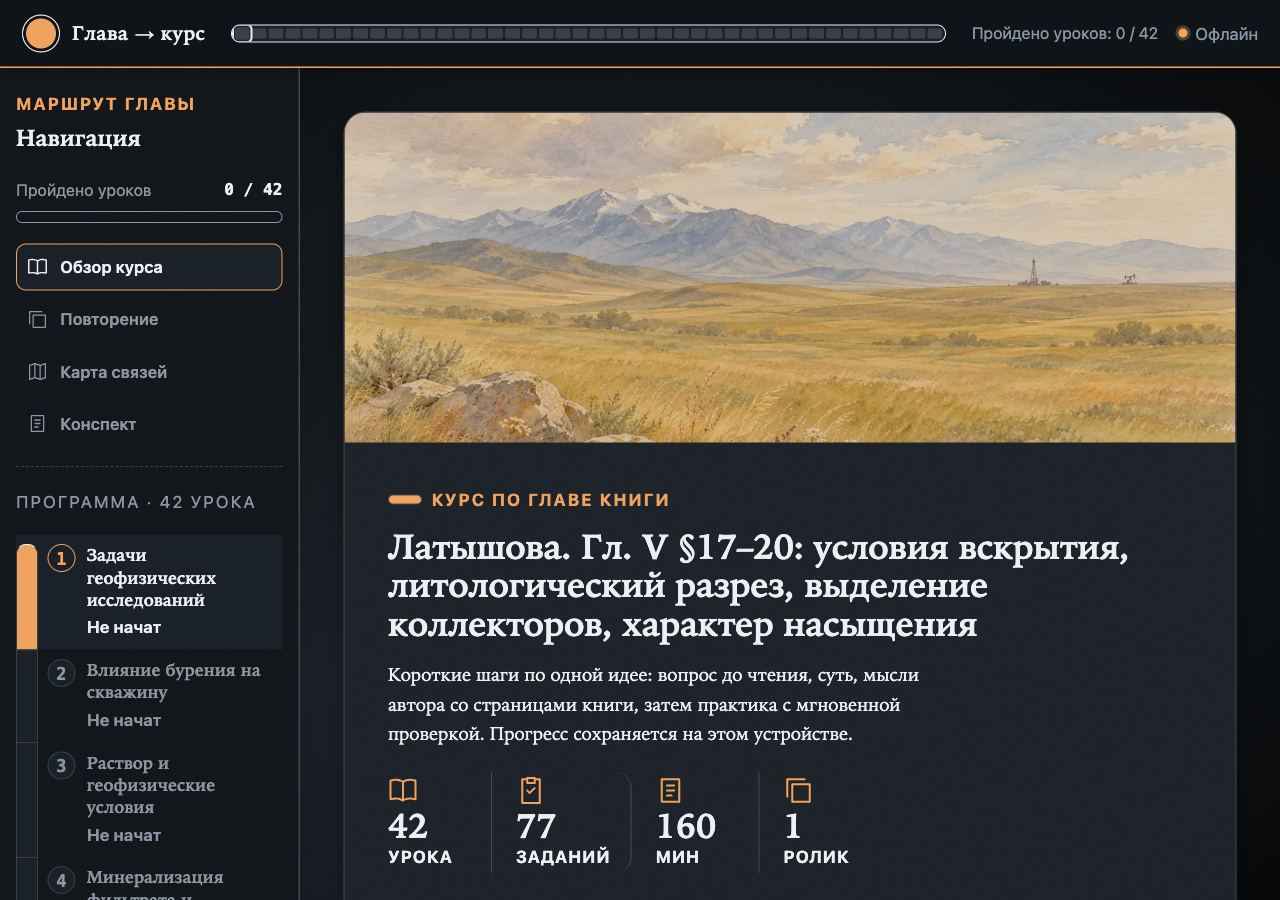 Глава → курс
Пройдено уроков: 0 / 42
Офлайн
МАРШРУТ ГЛАВЫ
Навигация
Пройдено уроков 0 / 42
Обзор курса
Повторение
Карта связей
Конспект
ПРОГРАММА · 42 УРОКА
1 Задачи
геофизических
исследований
Не начат
2 Влияние бурения на
скважину
Не начат
3 Раствор и
геофизические
условия
Не начат
4 Минерализация
фильтрата и
КУРС ПО ГЛАВЕ КНИГИ
Латышова. Гл. V §17–20: условия вскрытия,
литологический разрез, выделение
коллекторов, характер насыщения
Короткие шаги по одной идее: вопрос до чтения, суть, мысли
автора со страницами книги, затем практика с мгновенной
проверкой. Прогресс сохраняется на этом устройстве.
42
УРОКА
77
ЗАДАНИЙ
160
МИН
1
РОЛИК